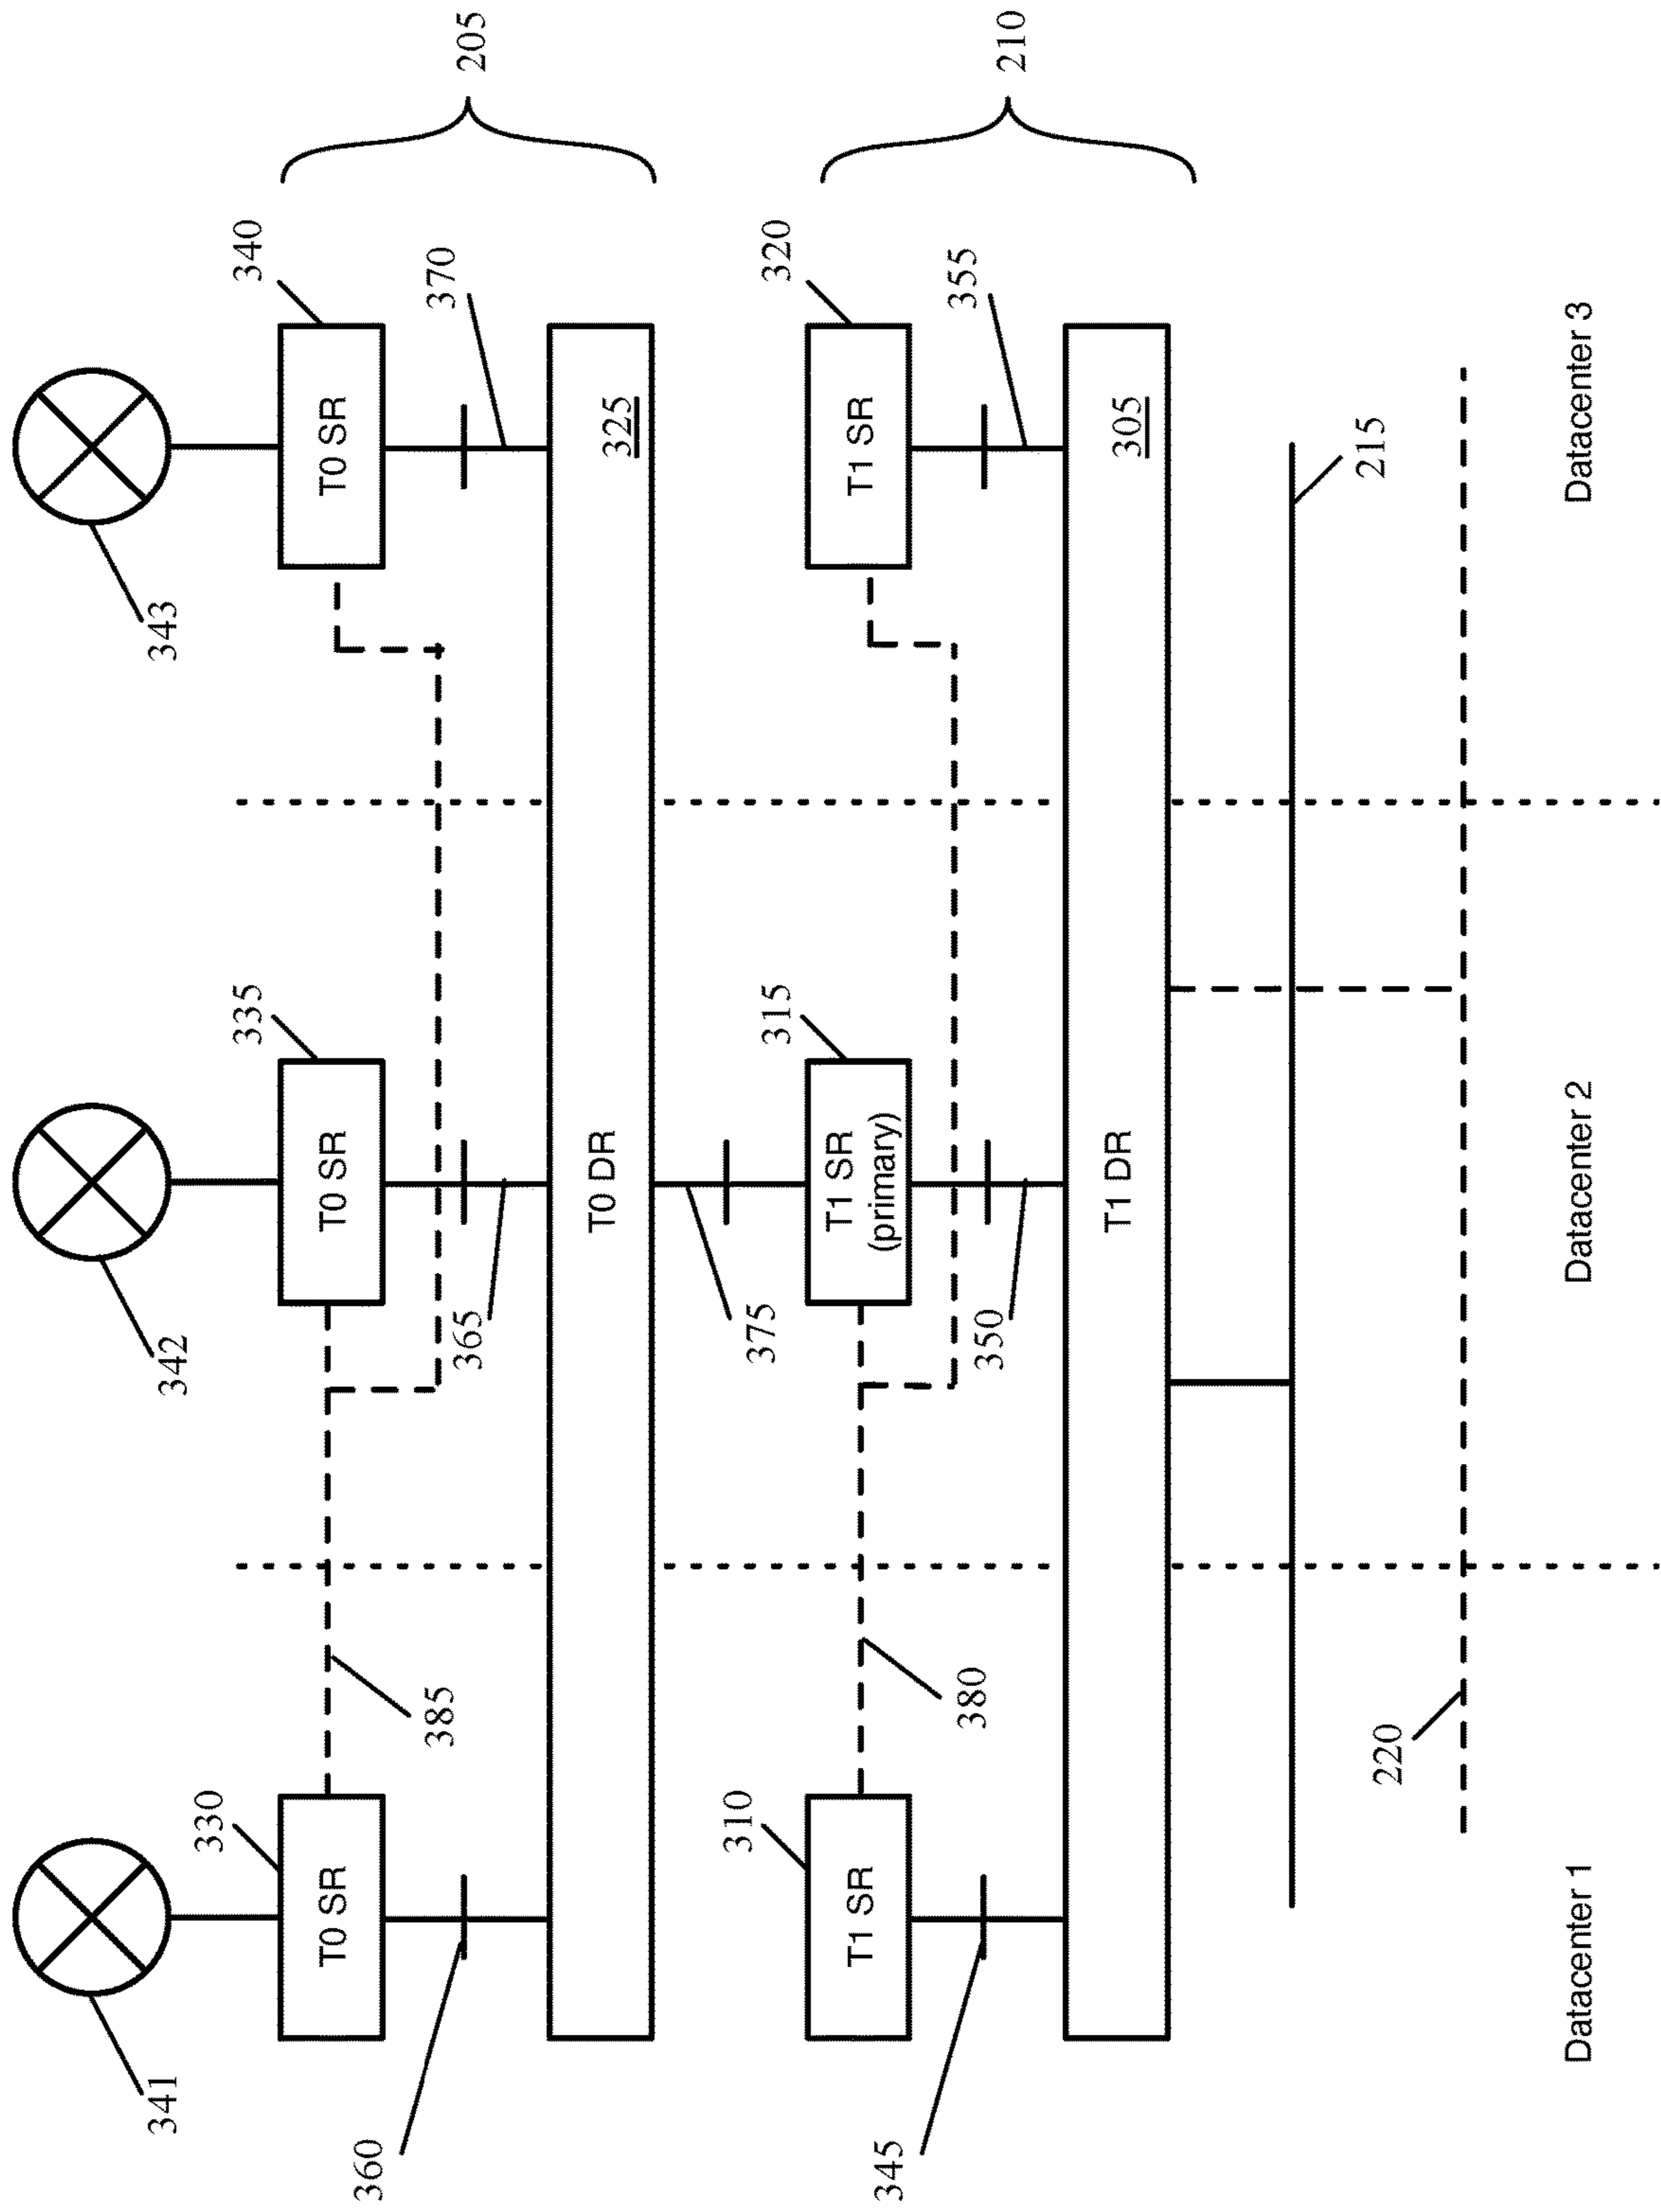 341
342
343
330
335
340
205
T0 SR
T0 SR
T0 SR
385
360
365
370
T0 DR
325
375
310
315
320
210
T1 SR
T1 SR
(primary)
T1 SR
380
345
350
355
T1 DR
305
215
220
Datacenter 1
Datacenter 2
Datacenter 3